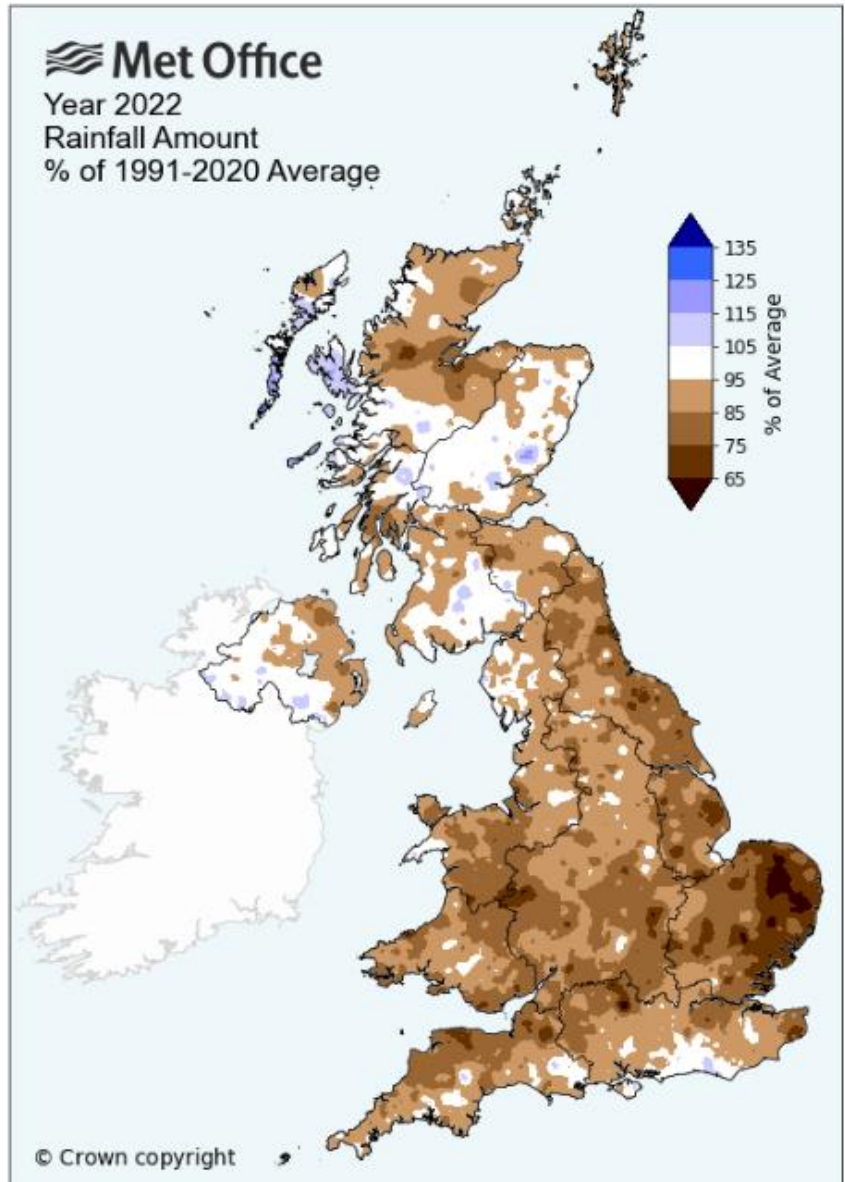 Met Office
Year 2022
Rainfall Amount
% of 1991-2020 Average
135
125
115
105
95
85
75
65
% of Average
© Crown copyright